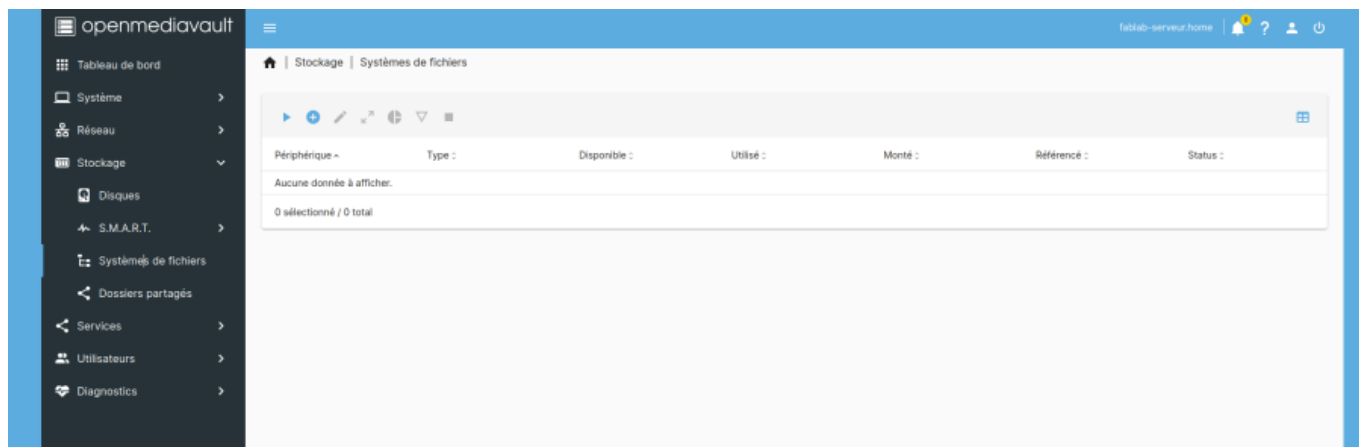 openmediavault
fablab-serveur.home
Tableau de bord
Stockage | Systèmes de fichiers
Système
Réseau
Stockage
Disques
S.M.A.R.T.
Systèmes de fichiers
Dossiers partagés
Services
Utilisateurs
Diagnostics
Périphérique Type Disponible Utilisé Monté Référencé Status
Aucune donnée à afficher.
0 sélectionné / 0 total